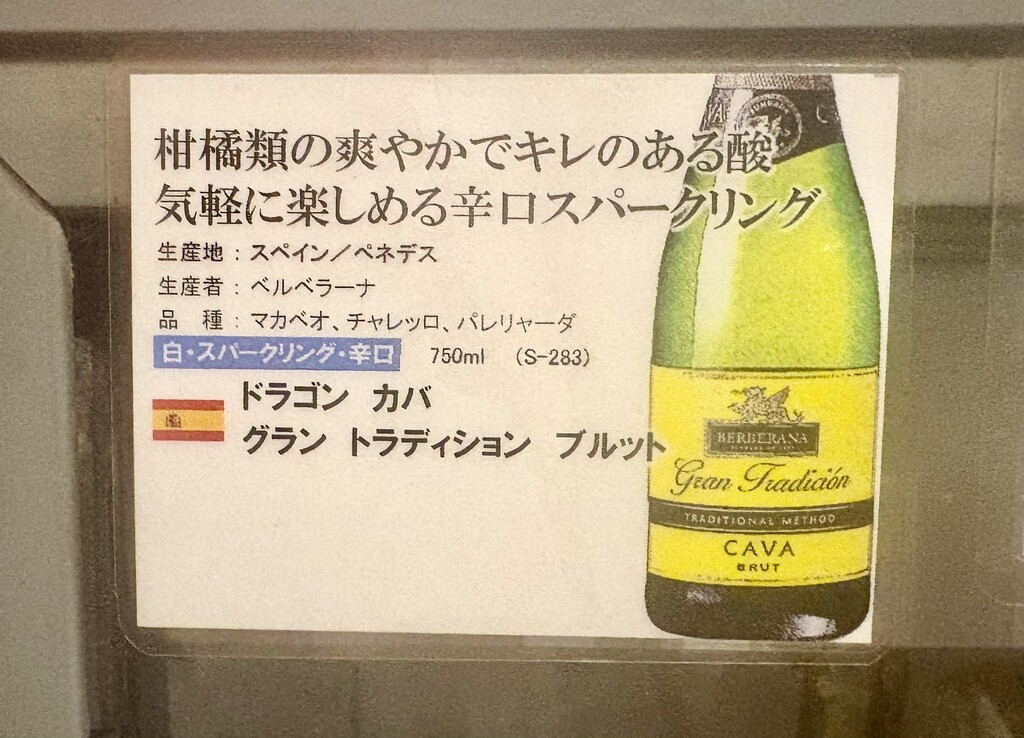 柑橘類の爽やかでキレのある酸
気軽に楽しめる辛口スパークリング
生産地：スペイン／ペネデス
生産者：ベルベラーナ
品　種：マカベオ、チャレッロ、パレリャーダ
白・スパークリング・辛口　750ml　（S-283）
ドラゴン　カバ
グラン　トラディション　ブルット
BERBERANA
Gran Tradición
TRADITIONAL METHOD
CAVA
BRUT